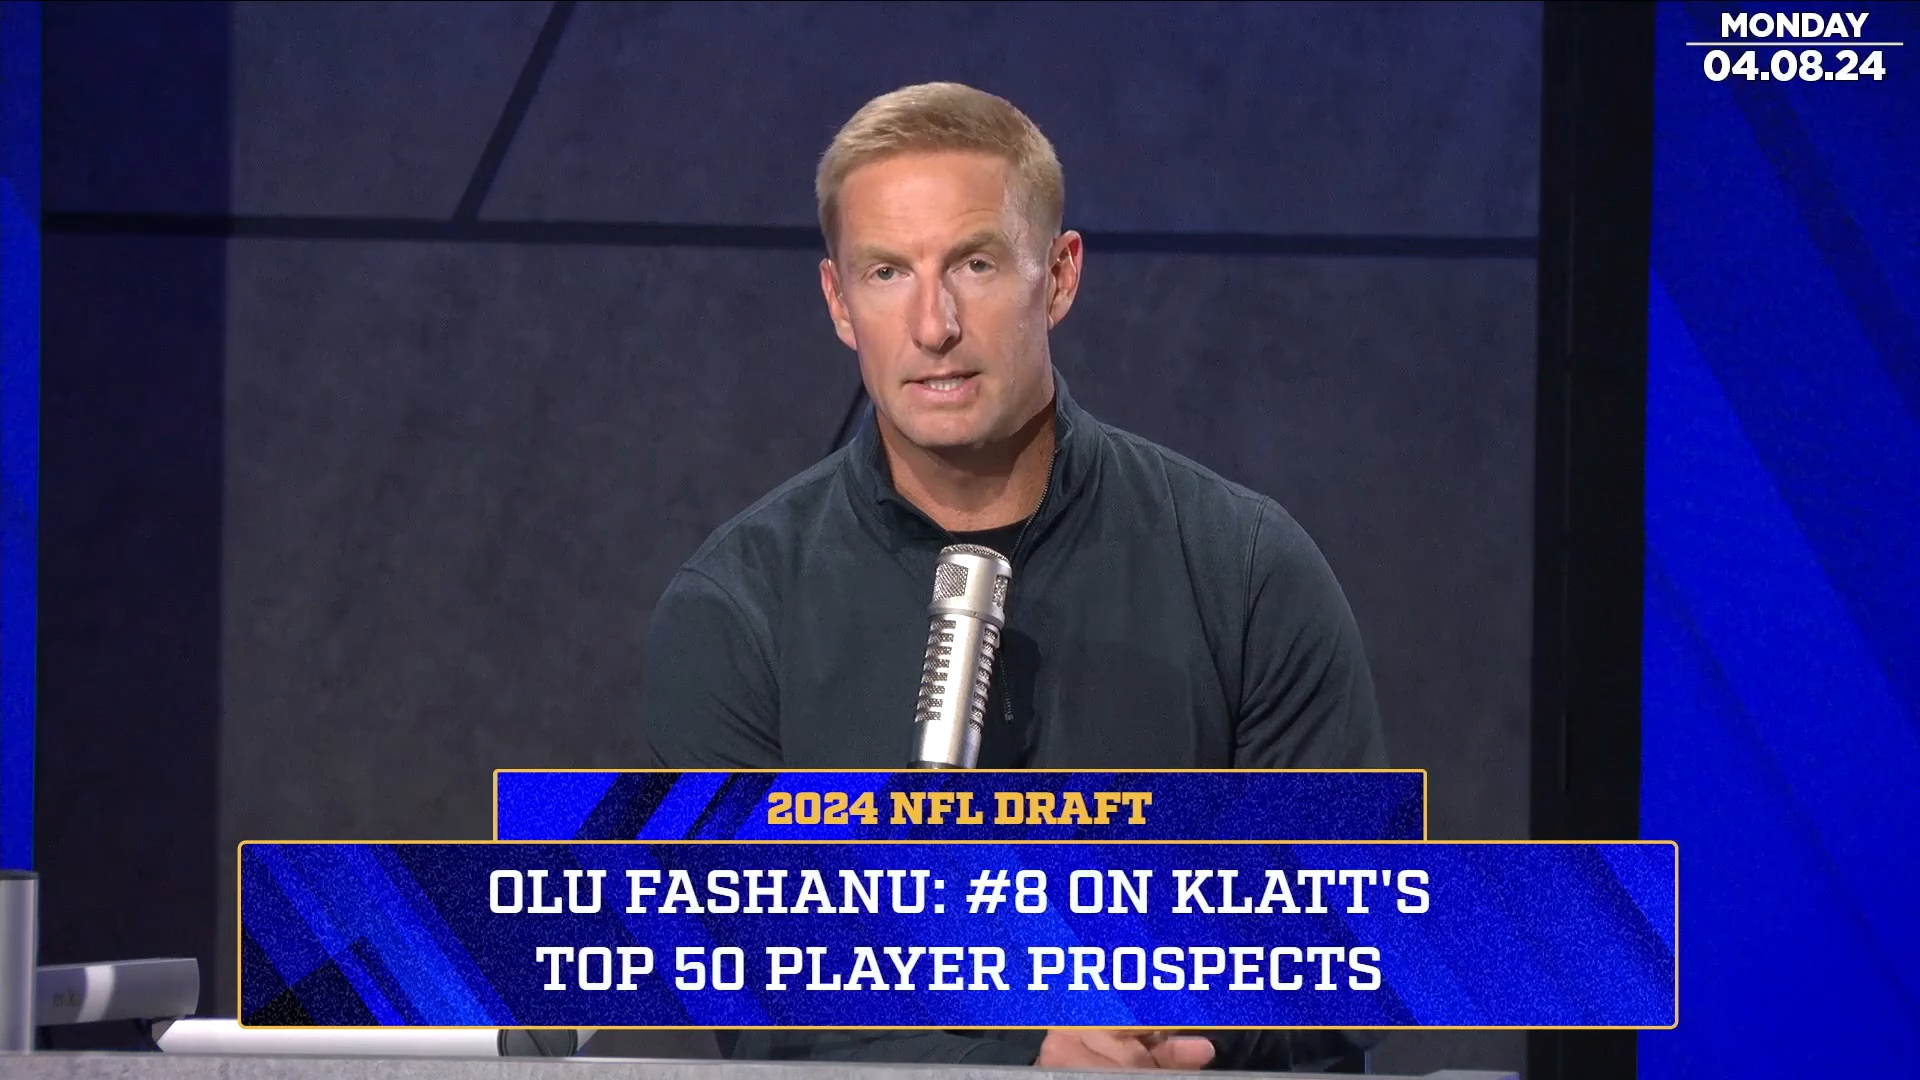 MONDAY
04.08.24
2024 NFL DRAFT
OLU FASHANU: #8 ON KLATT'S
TOP 50 PLAYER PROSPECTS